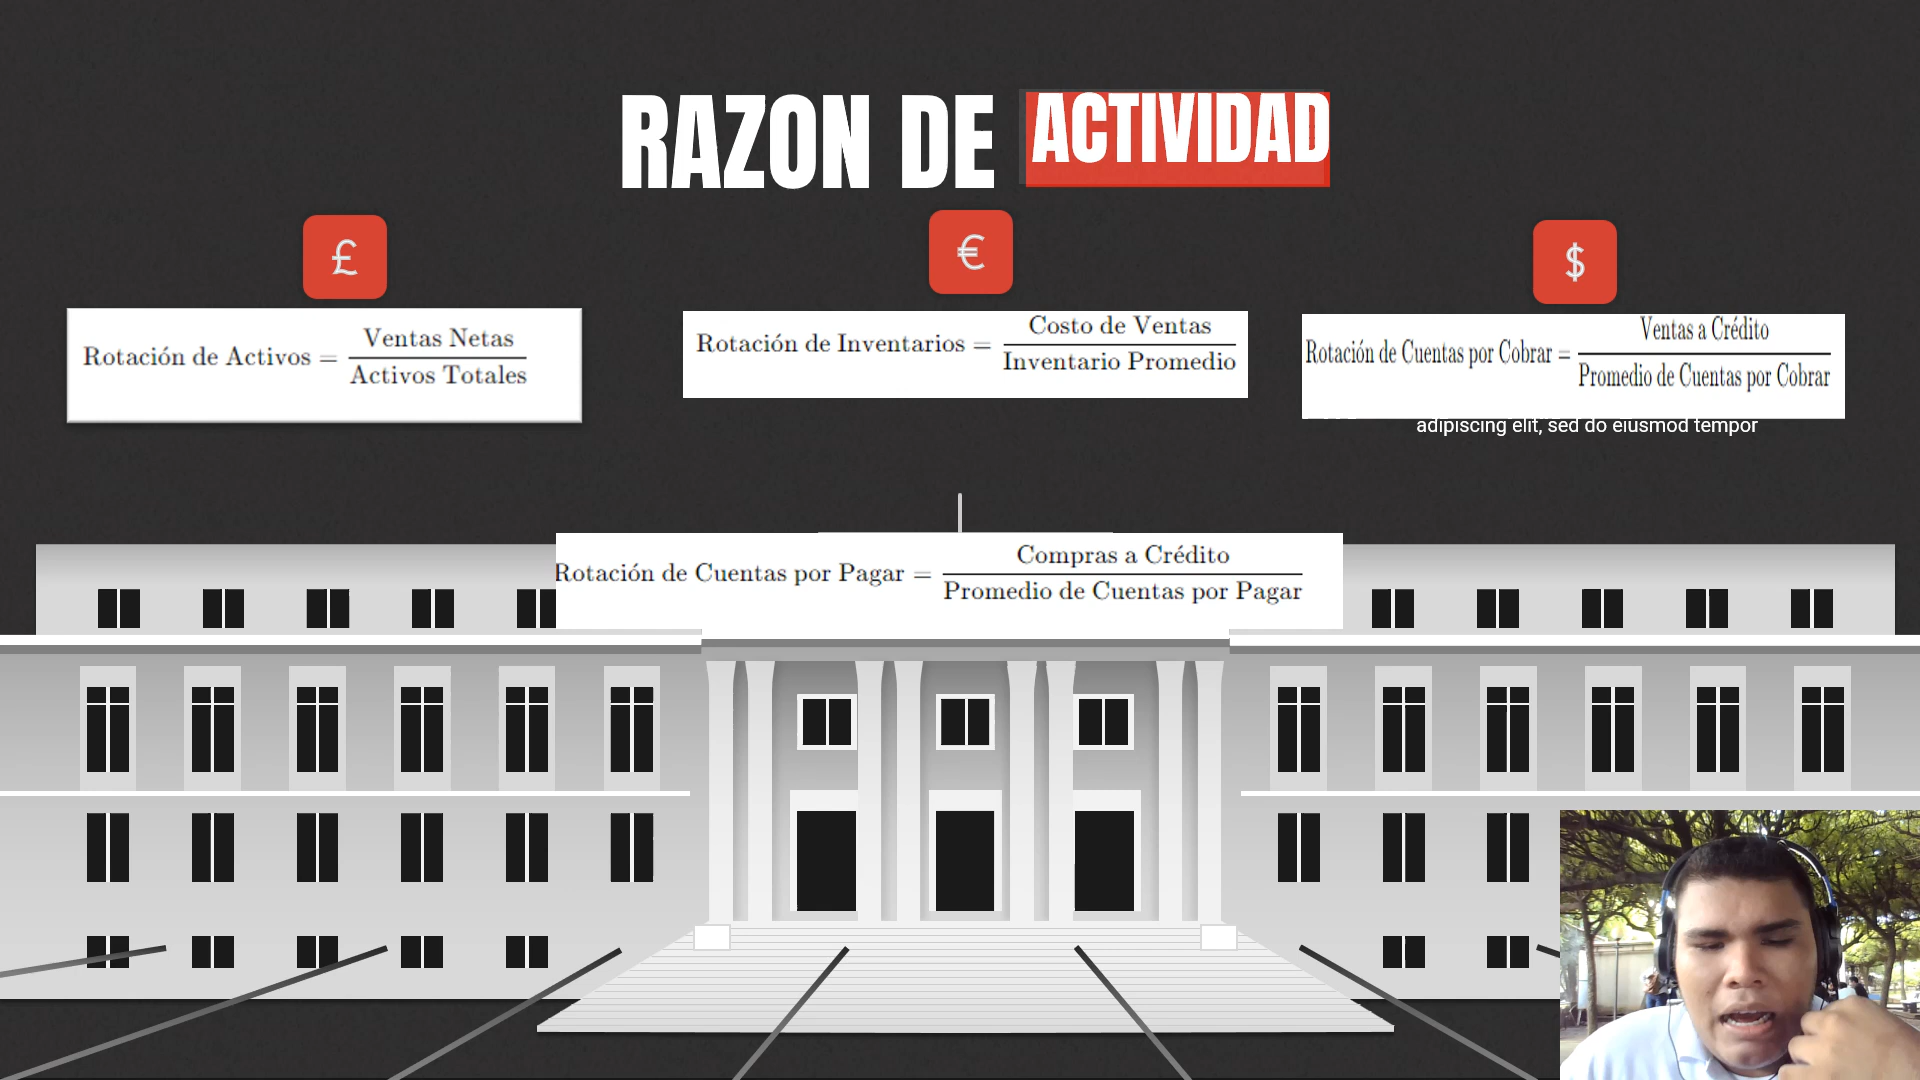 RAZON DE ACTIVIDAD
£
€
$
Rotación de Activos = Ventas Netas
Activos Totales
Rotación de Inventarios = Costo de Ventas
Inventario Promedio
Rotación de Cuentas por Cobrar = Ventas a Crédito
Promedio de Cuentas por Cobrar
adipiscing elit, sed do eiusmod tempor
Rotación de Cuentas por Pagar = Compras a Crédito
Promedio de Cuentas por Pagar